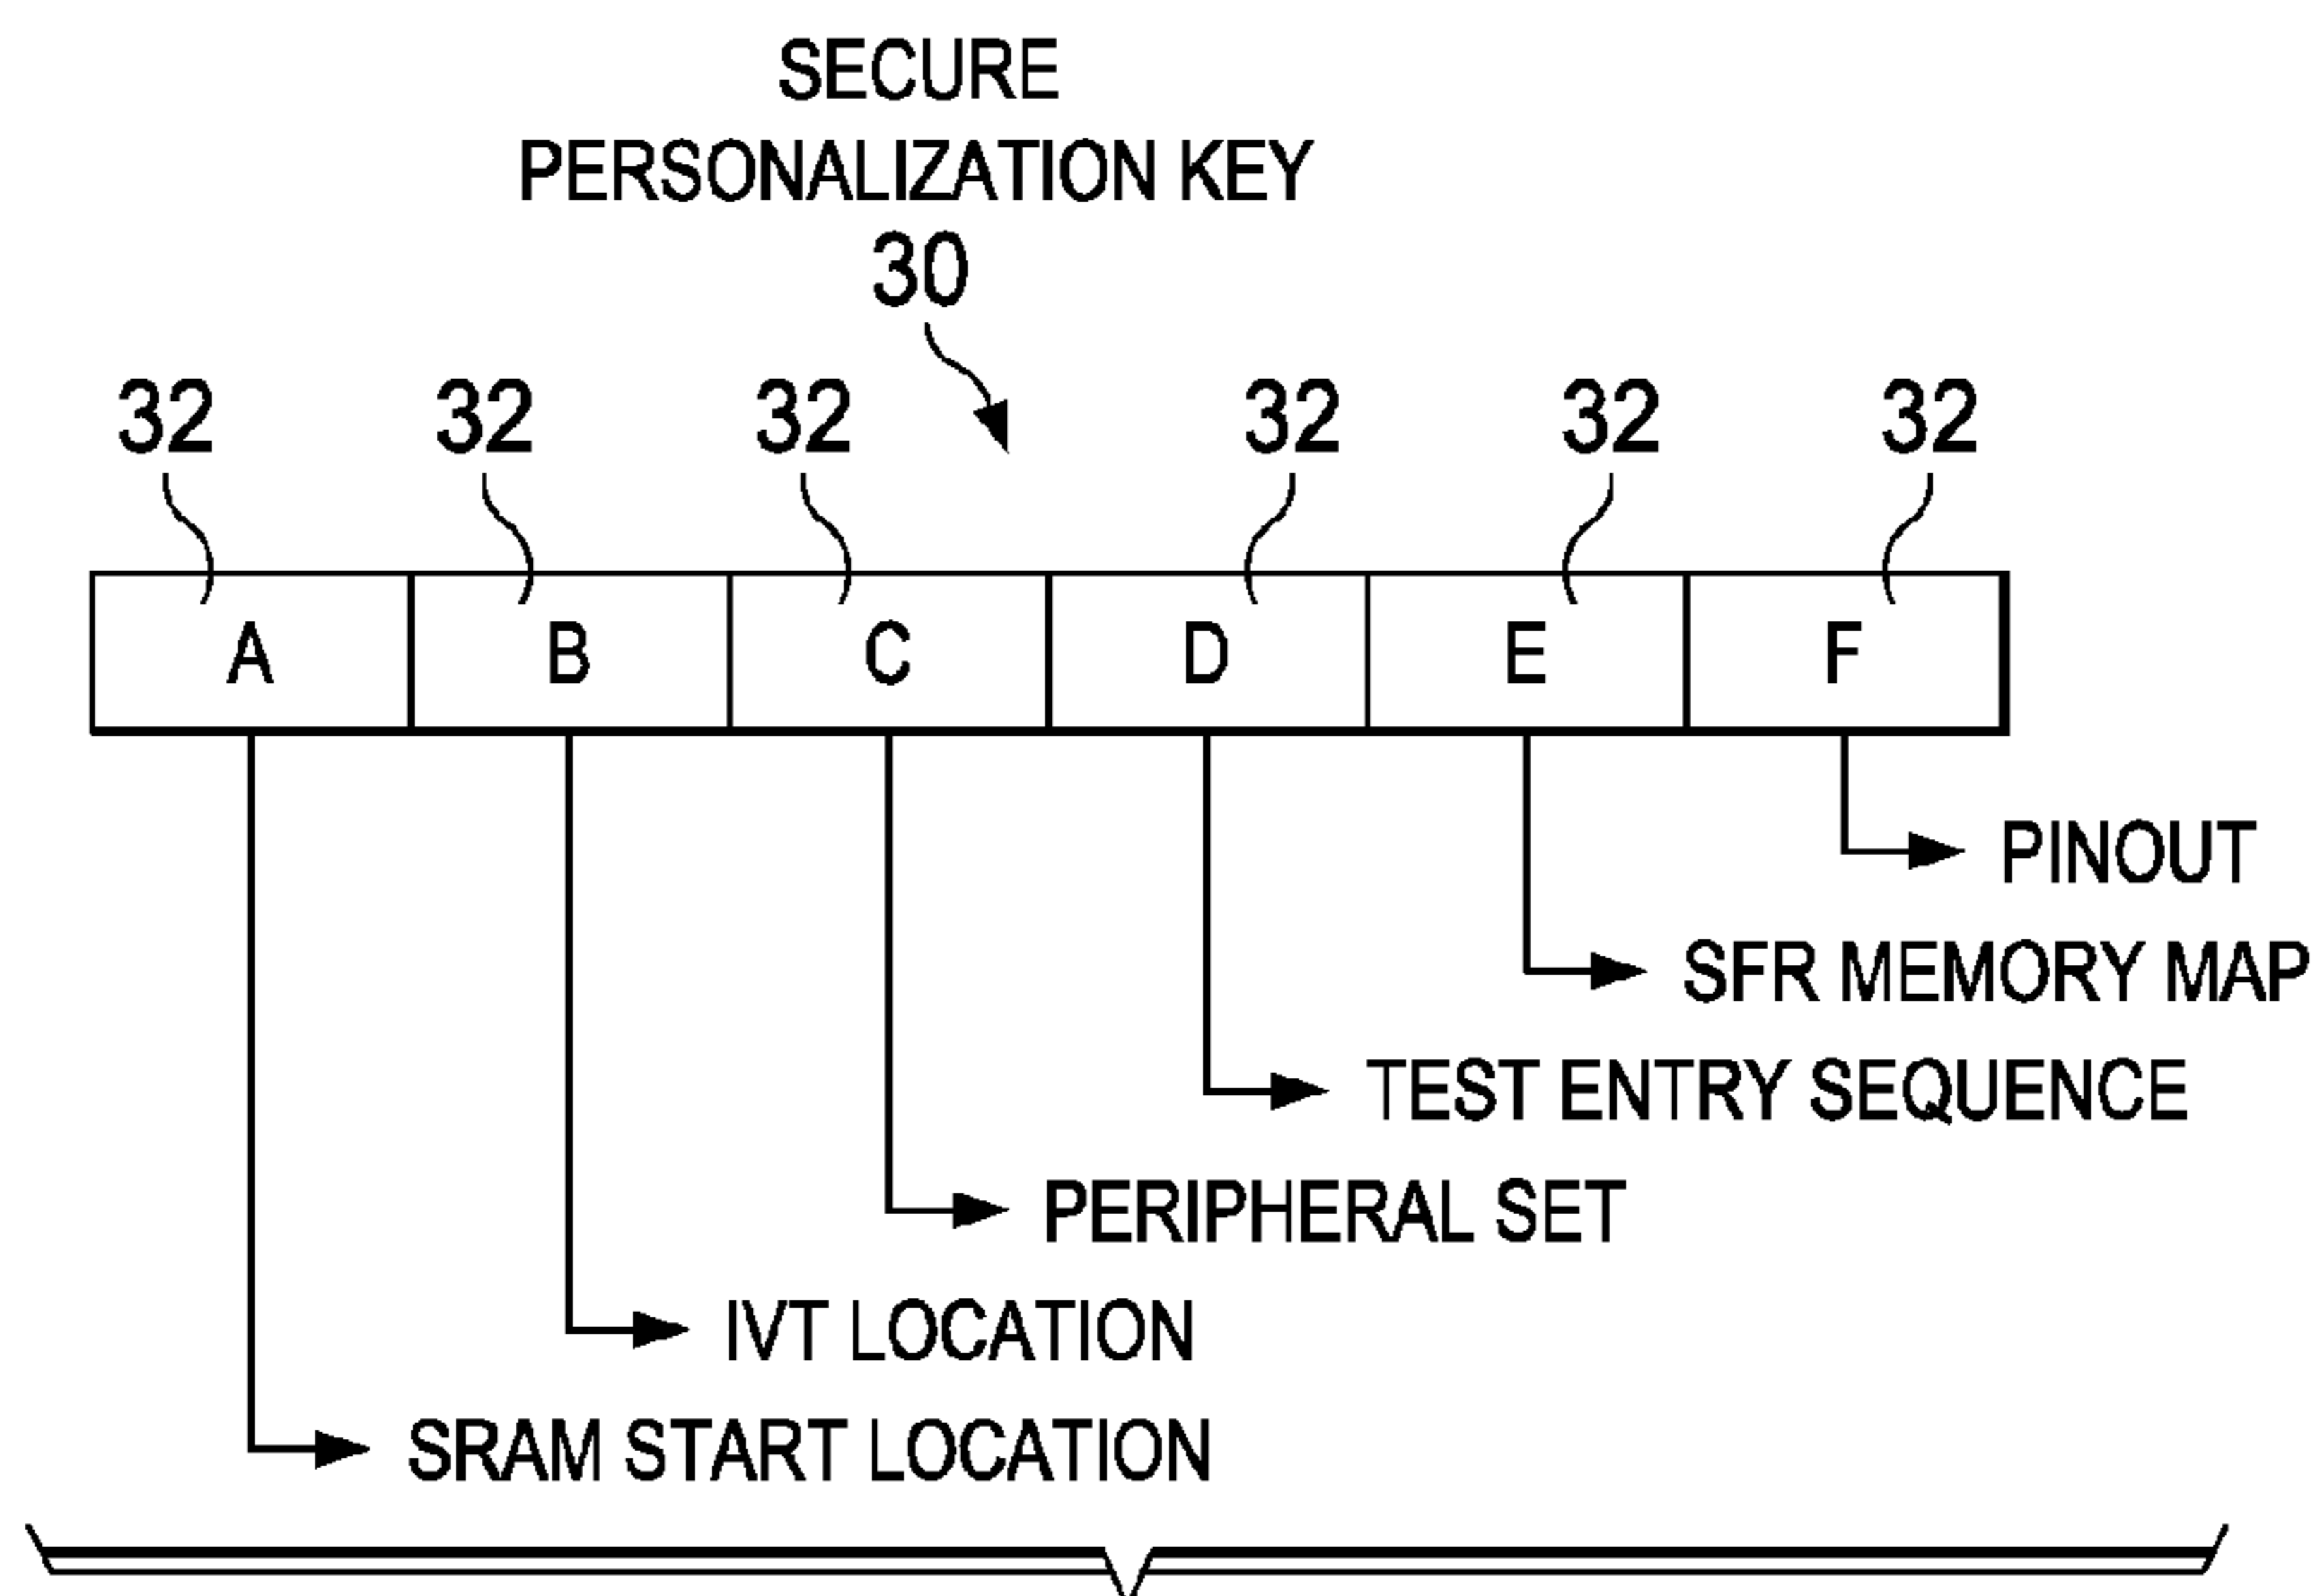 SECURE
PERSONALIZATION KEY
30
32 32 32 32 32 32
A B C D E F
PINOUT
SFR MEMORY MAP
TEST ENTRY SEQUENCE
PERIPHERAL SET
IVT LOCATION
SRAM START LOCATION